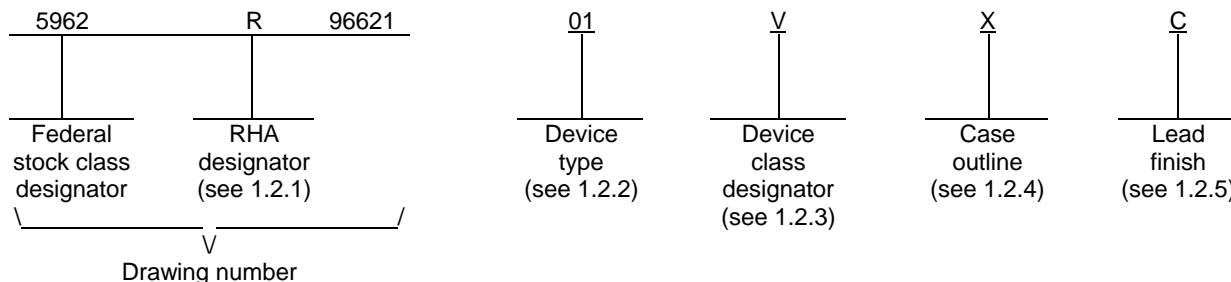 5962 R 96621 01 V X C
Federal stock class designator
RHA designator (see 1.2.1)
Device type (see 1.2.2)
Device class designator (see 1.2.3)
Case outline (see 1.2.4)
Lead finish (see 1.2.5)
\ /
\/
Drawing number